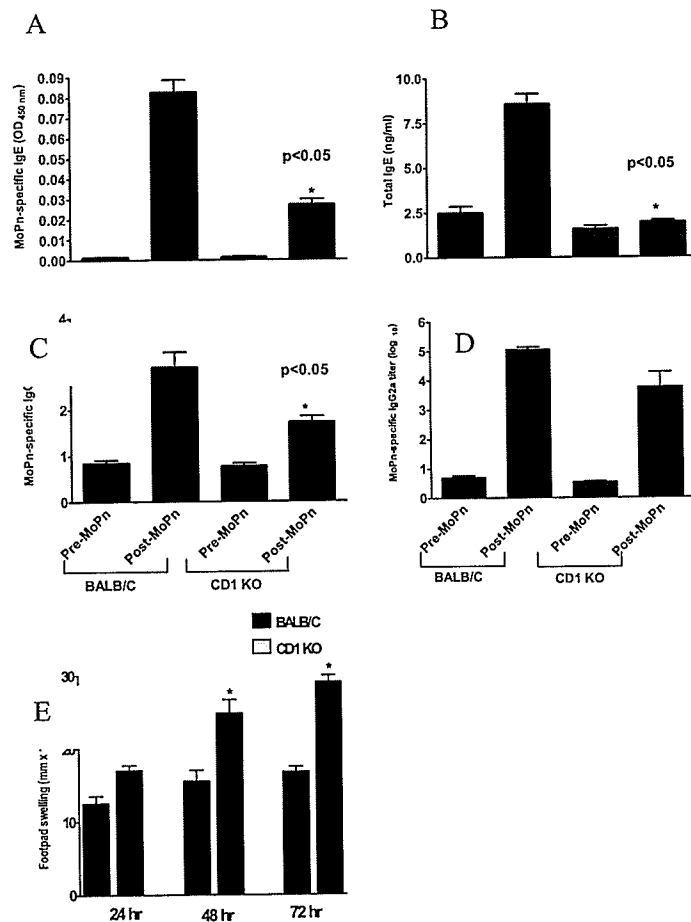 A
B
MoPn-specific IgE (OD450 nm)
0.09
0.08
0.07
0.06
0.05
0.04
0.03
0.02
0.01
0.00
p<0.05
*
Total IgE (ng/ml)
10.0
7.5
5.0
2.5
0.0
p<0.05
*
C
MoPn-specific
4
2
1
0
p<0.05
*
Pre-MoPn
Post-MoPn
Pre-MoPn
Post-MoPn
BALB/C
CD1 KO
D
MoPn-specific IgG2a titer (log 10)
6
5
4
3
2
1
0
Pre-MoPn
Post-MoPn
Pre-MoPn
Post-MoPn
BALB/C
CD1 KO
BALB/C
CD1 KO
E
Footpad swelling (mm x
30
20
10
0
*
*
24 hr
48 hr
72 hr